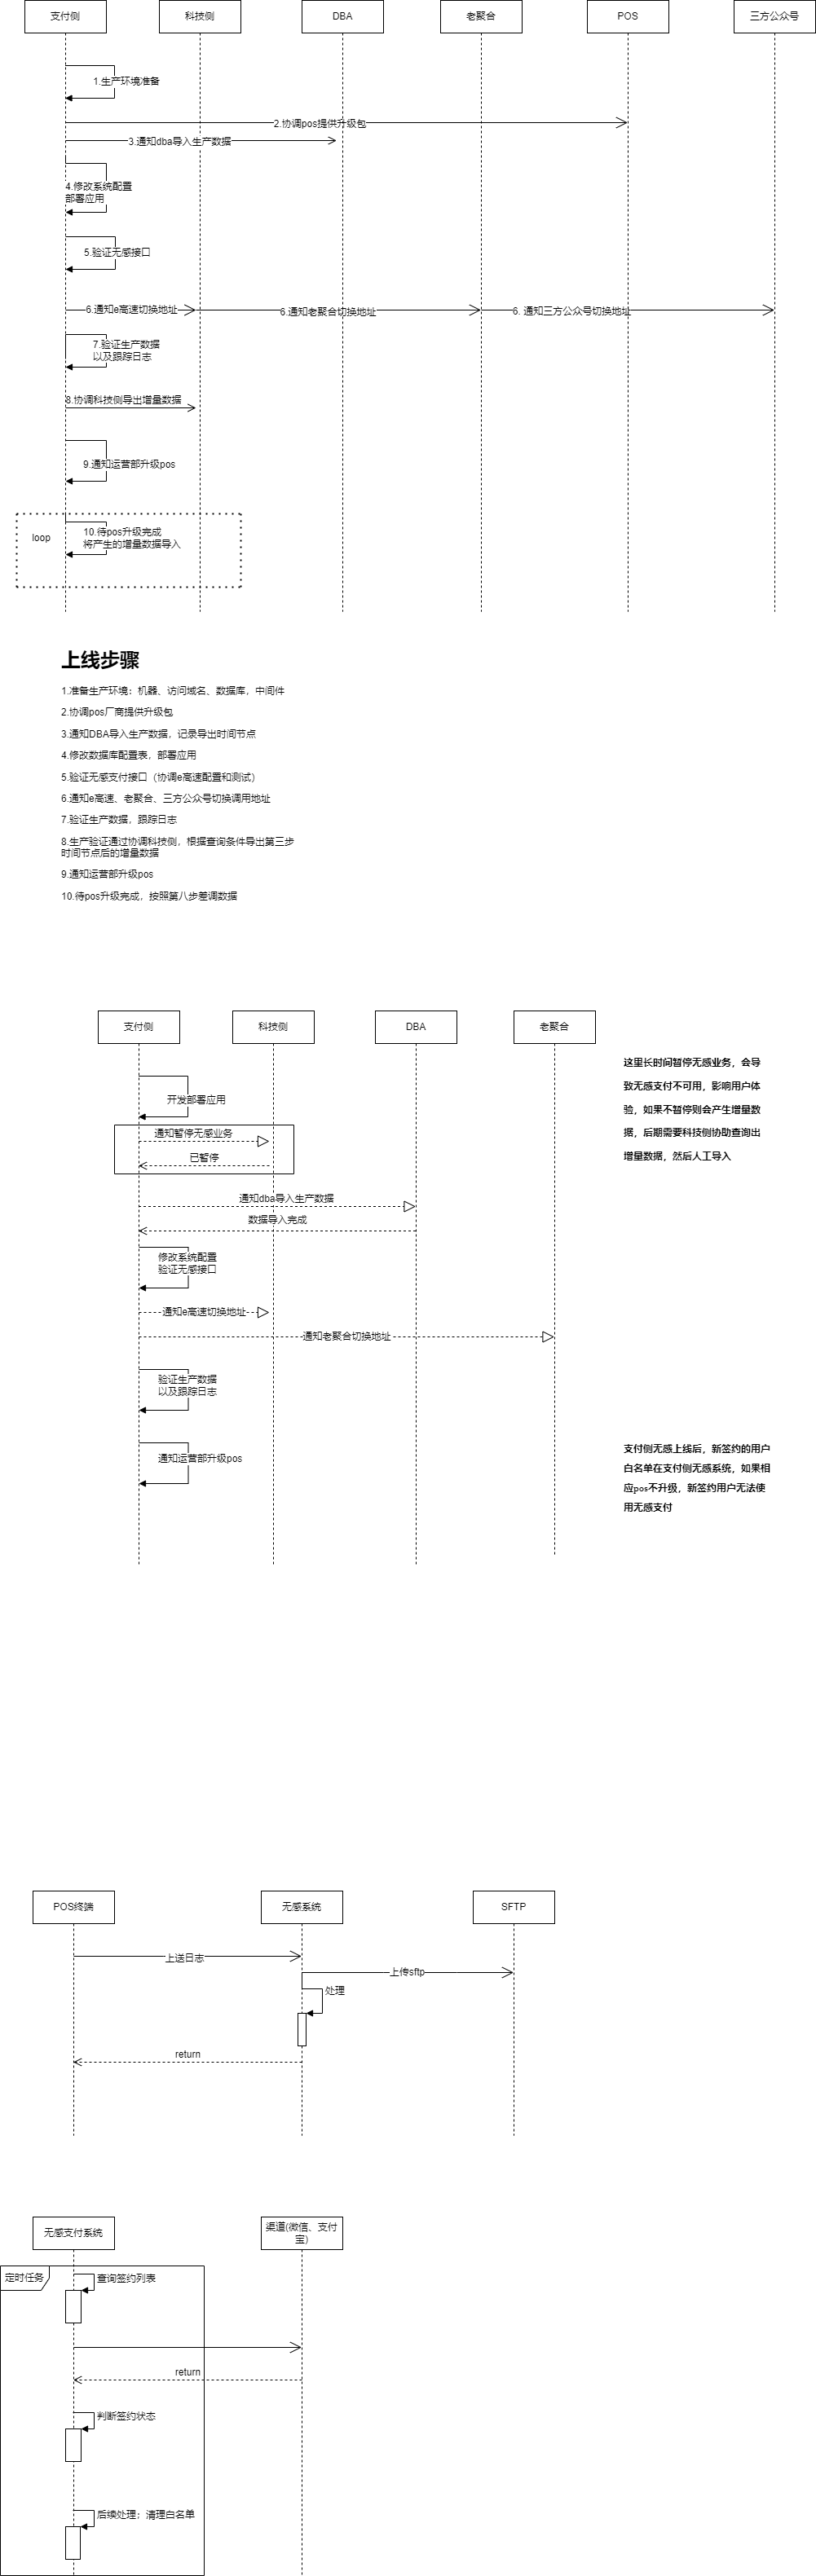 支付侧
科技侧
DBA
老聚合
POS
三方公众号
1.生产环境准备
2.协调pos提供升级包
3.通知dba导入生产数据
4.修改系统配置
部署应用
5.验证无感接口
6.通知e高速切换地址
6.通知老聚合切换地址
6. 通知三方公众号切换地址
7.验证生产数据
以及跟踪日志
8.协调科技侧导出增量数据
9.通知运营部升级pos
loop
10.待pos升级完成
将产生的增量数据导入
上线步骤
1.准备生产环境：机器、访问域名、数据库，中间件
2.协调pos厂商提供升级包
3.通知DBA导入生产数据，记录导出时间节点
4.修改数据库配置表，部署应用
5.验证无感支付接口（协调e高速配置和测试）
6.通知e高速、老聚合、三方公众号切换调用地址
7.验证生产数据，跟踪日志
8.生产验证通过协调科技侧，根据查询条件导出第三步
时间节点后的增量数据
9.通知运营部升级pos
10.待pos升级完成，按照第八步差调数据
支付侧
科技侧
DBA
老聚合
这里长时间暂停无感业务，会导
致无感支付不可用，影响用户体
验，如果不暂停则会产生增量数
据，后期需要科技侧协助查询出
增量数据，然后人工导入
开发部署应用
通知暂停无感业务
已暂停
通知dba导入生产数据
数据导入完成
修改系统配置
验证无感接口
通知e高速切换地址
通知老聚合切换地址
验证生产数据
以及跟踪日志
通知运营部升级pos
支付侧无感上线后，新签约的用户
白名单在支付侧无感系统，如果相
应pos不升级，新签约用户无法使
用无感支付
POS终端
无感系统
SFTP
上送日志
上传sftp
处理
return
无感支付系统
渠道(微信、支付
宝)
定时任务
查询签约列表
return
判断签约状态
后续处理；清理白名单